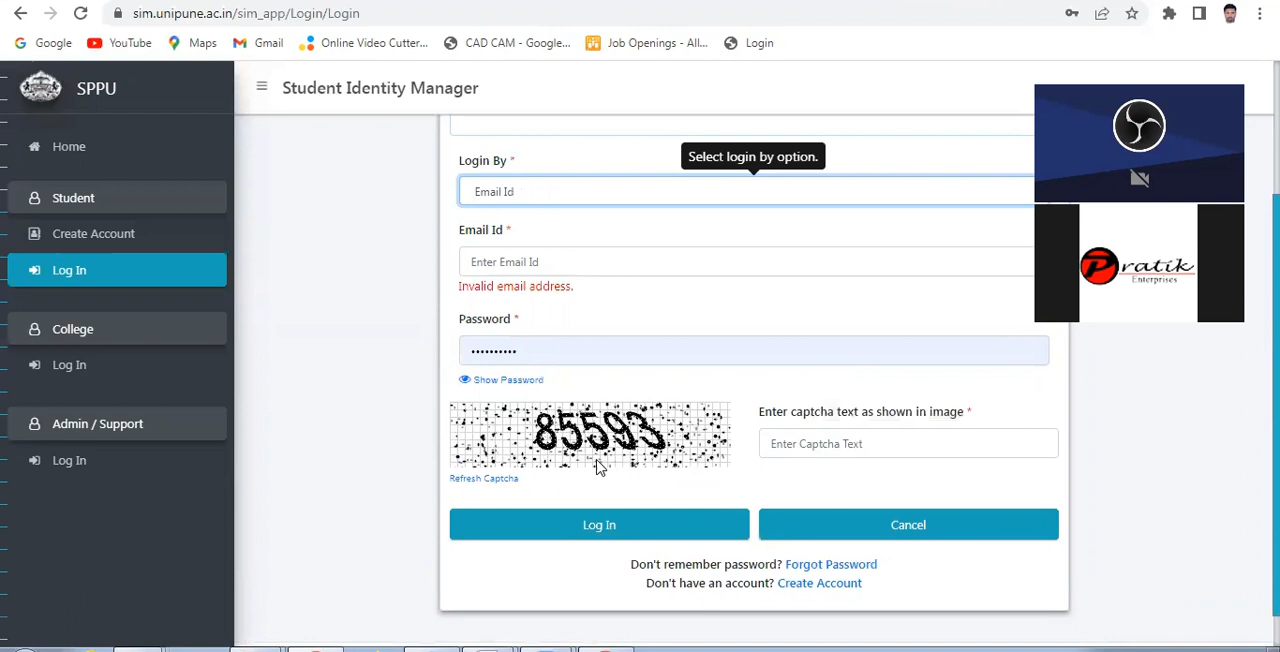 sim.unipune.ac.in/sim_app/Login/Login
Google YouTube Maps Gmail Online Video Cutter... CAD CAM - Google... Job Openings - All... Login
SPPU
Student Identity Manager
Home
Student
Create Account
Log In
College
Log In
Admin / Support
Log In
Login By *
Select login by option.
Email Id
Email Id *
Enter Email Id
Invalid email address.
Password *
••••••••••
Show Password
85593
Refresh Captcha
Enter captcha text as shown in image *
Enter Captcha Text
Log In
Cancel
Don't remember password? Forgot Password
Don't have an account? Create Account
Pratik
Enterprises